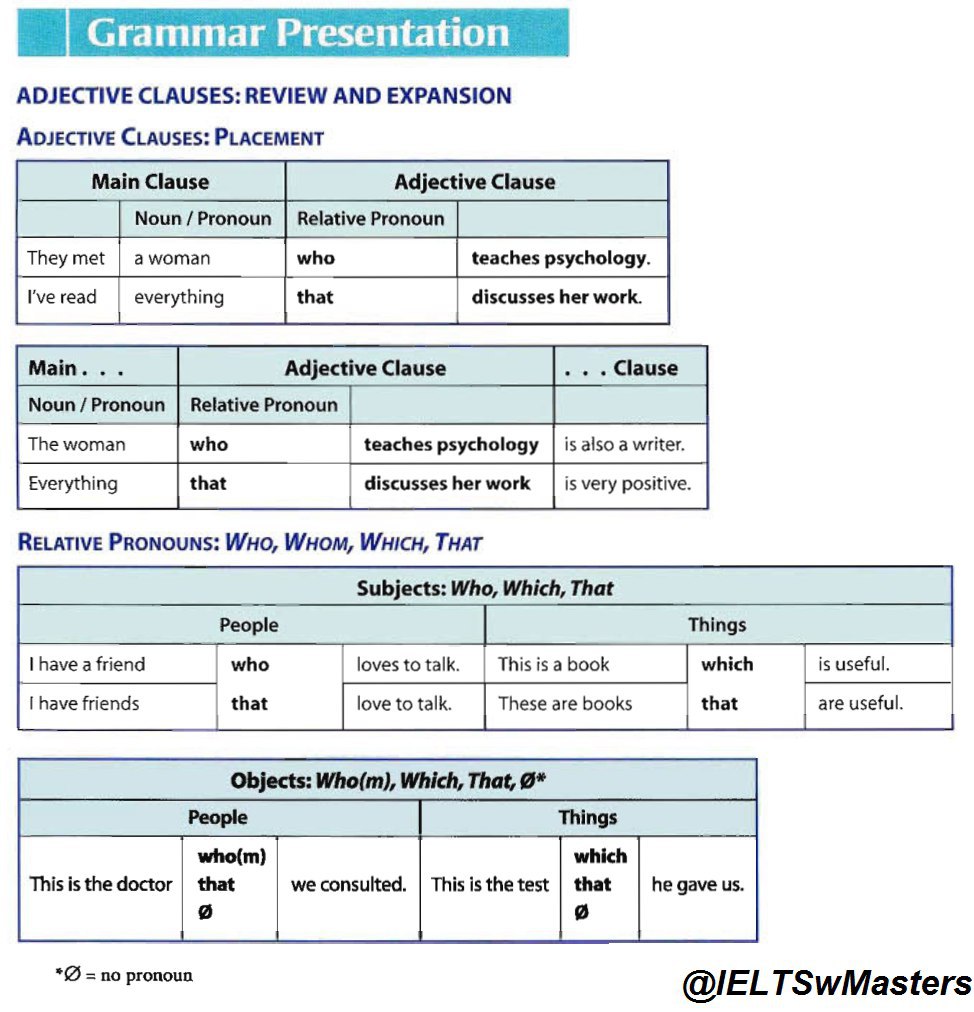 Grammar Presentation
ADJECTIVE CLAUSES: REVIEW AND EXPANSION
ADJECTIVE CLAUSES: PLACEMENT
Main Clause Adjective Clause
Noun / Pronoun Relative Pronoun
They met a woman who teaches psychology.
I've read everything that discusses her work.
Main . . . Adjective Clause . . . Clause
Noun / Pronoun Relative Pronoun
The woman who teaches psychology is also a writer.
Everything that discusses her work is very positive.
RELATIVE PRONOUNS: WHO, WHOM, WHICH, THAT
Subjects: Who, Which, That
People Things
I have a friend who loves to talk. This is a book which is useful.
I have friends that love to talk. These are books that are useful.
Objects: Who(m), Which, That, Ø*
People Things
who(m) which
This is the doctor that we consulted. This is the test that he gave us.
Ø Ø
*Ø = no pronoun
@IELTSwMasters